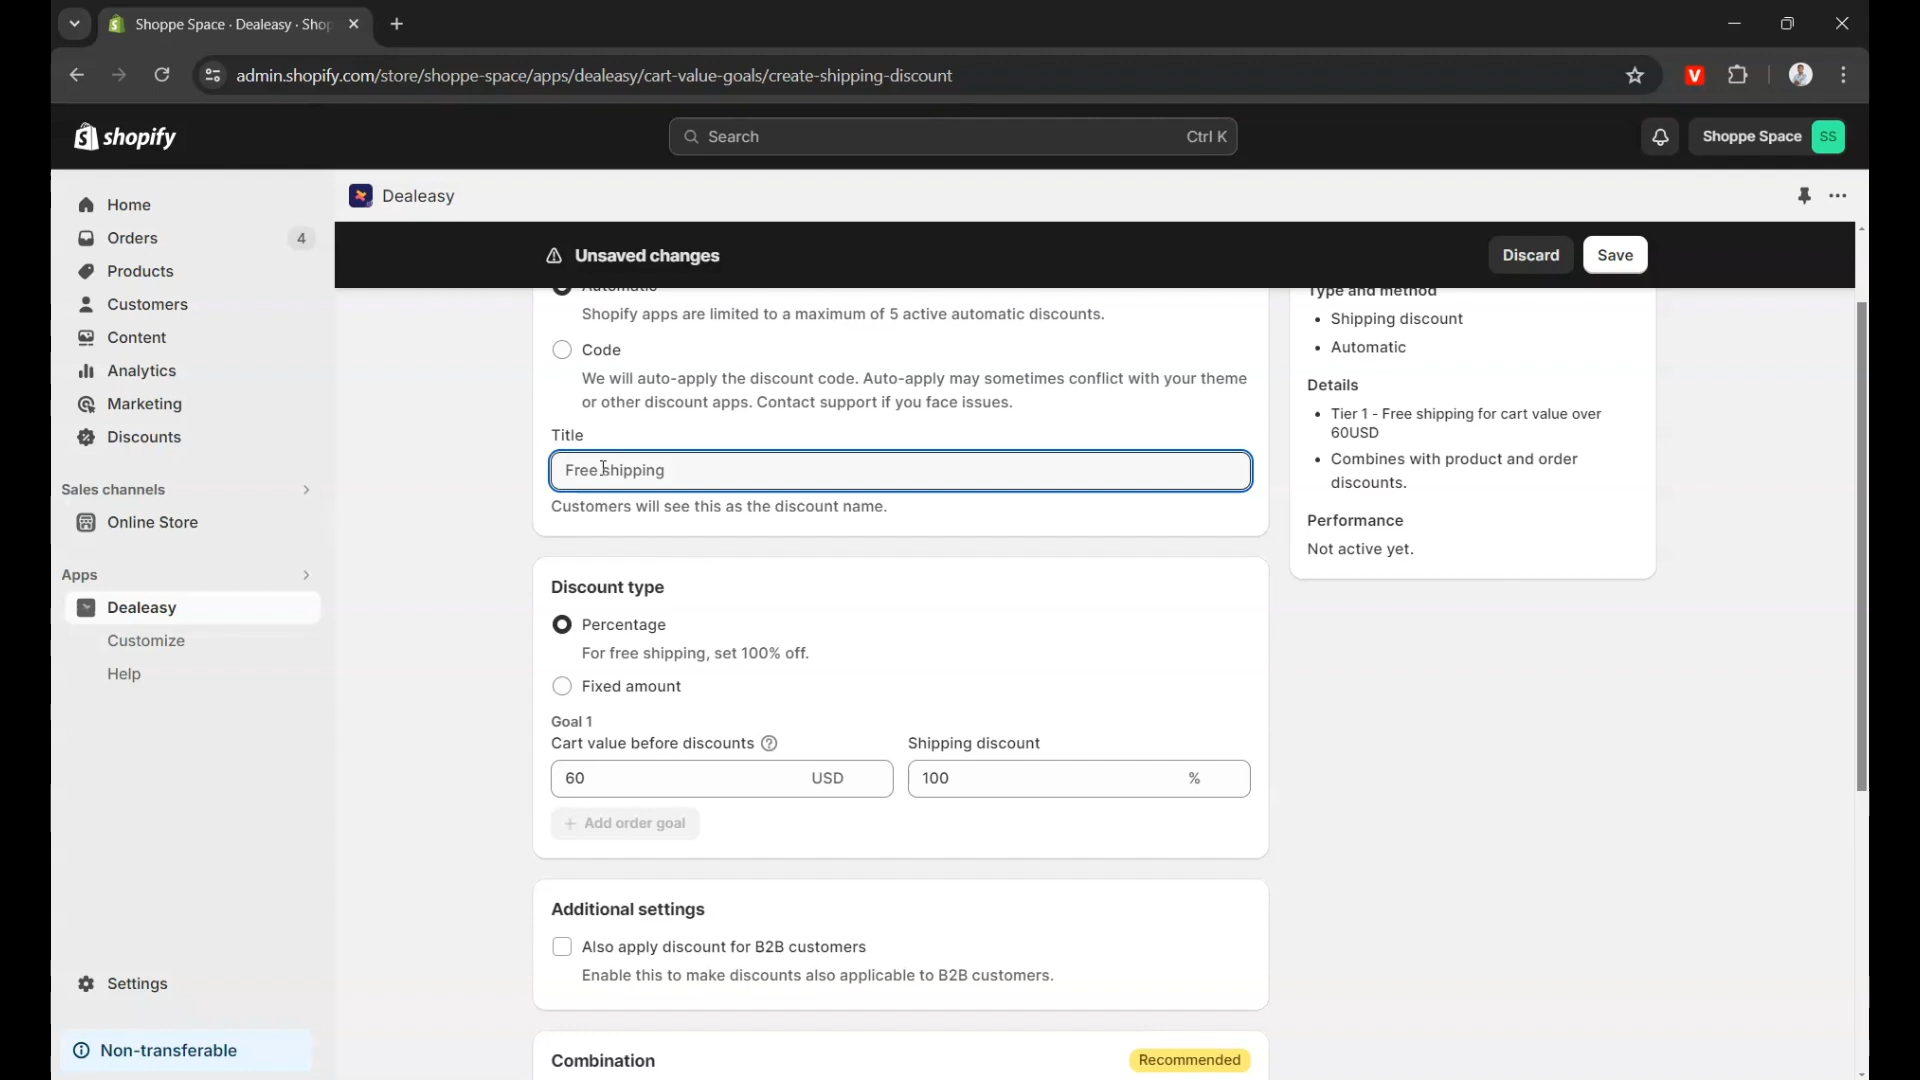 Shoppe Space · Dealeasy · Shop
admin.shopify.com/store/shoppe-space/apps/dealeasy/cart-value-goals/create-shipping-discount
V
shopify
Search
Ctrl K
Shoppe Space
SS
Home
Orders
4
Products
Customers
Content
Analytics
Marketing
Discounts
Sales channels
Online Store
Apps
Dealeasy
Customize
Help
Settings
Non-transferable
Dealeasy
Unsaved changes
Discard
Save
Automatic
Shopify apps are limited to a maximum of 5 active automatic discounts.
Code
We will auto-apply the discount code. Auto-apply may sometimes conflict with your theme
or other discount apps. Contact support if you face issues.
Title
Free shipping
Customers will see this as the discount name.
Discount type
Percentage
For free shipping, set 100% off.
Fixed amount
Goal 1
Cart value before discounts
Shipping discount
60
USD
100
%
+ Add order goal
Additional settings
Also apply discount for B2B customers
Enable this to make discounts also applicable to B2B customers.
Combination
Recommended
Type and method
• Shipping discount
• Automatic
Details
• Tier 1 - Free shipping for cart value over
60USD
• Combines with product and order
discounts.
Performance
Not active yet.